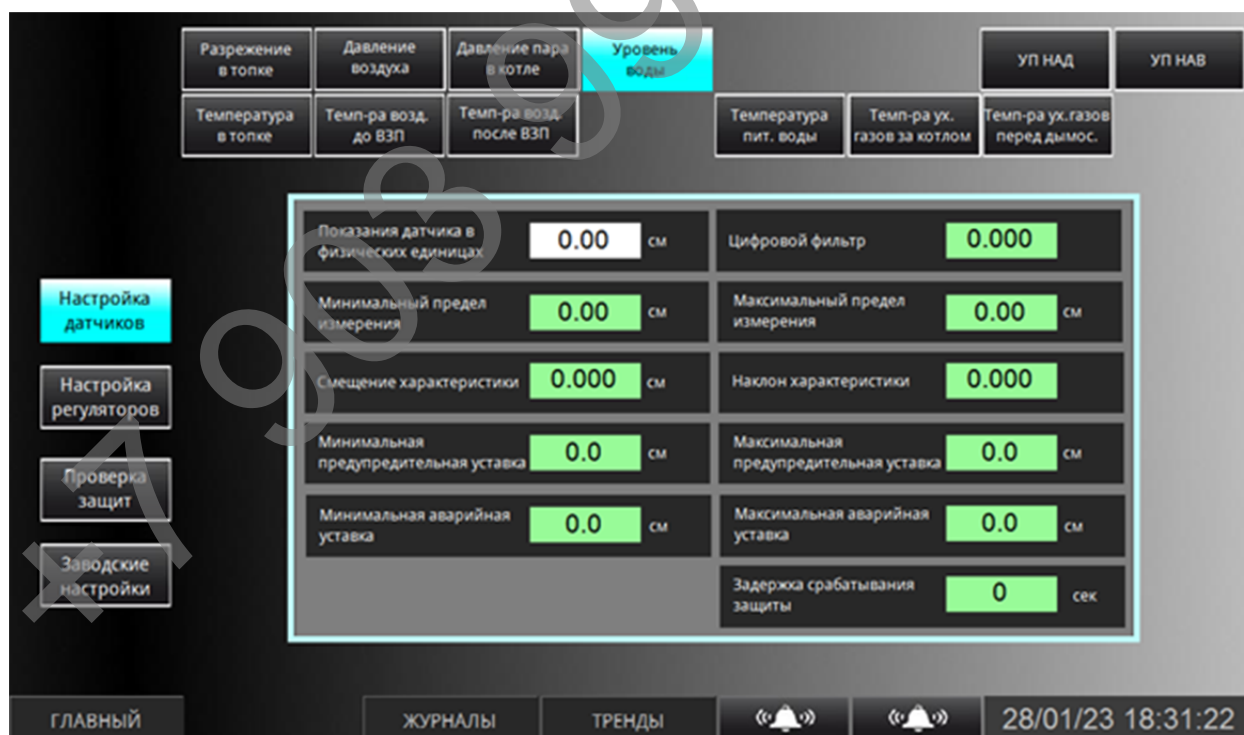 Разрежение
в топке
Давление
воздуха
Давление пара
в котле
Уровень
воды
УП НАД
УП НАВ
Температура
в топке
Темп-ра возд.
до ВЗП
Темп-ра возд.
после ВЗП
Температура
пит. воды
Темп-ра ух.
газов за котлом
Темп-ра ух.газов
перед дымос.
Показания датчика в
физических единицах
0.00 см
Цифровой фильтр 0.000
Настройка
датчиков
Минимальный предел
измерения
0.00 см
Максимальный предел
измерения
0.00 см
Настройка
регуляторов
Смещение характеристики 0.000 см
Наклон характеристики 0.000
Проверка
защит
Минимальная
предупредительная уставка
0.0 см
Максимальная
предупредительная уставка
0.0 см
Минимальная аварийная
уставка
0.0 см
Максимальная аварийная
уставка
0.0 см
Заводские
настройки
Задержка срабатывания
защиты
0 сек
ГЛАВНЫЙ
ЖУРНАЛЫ
ТРЕНДЫ
28/01/23 18:31:22
+7 903 99